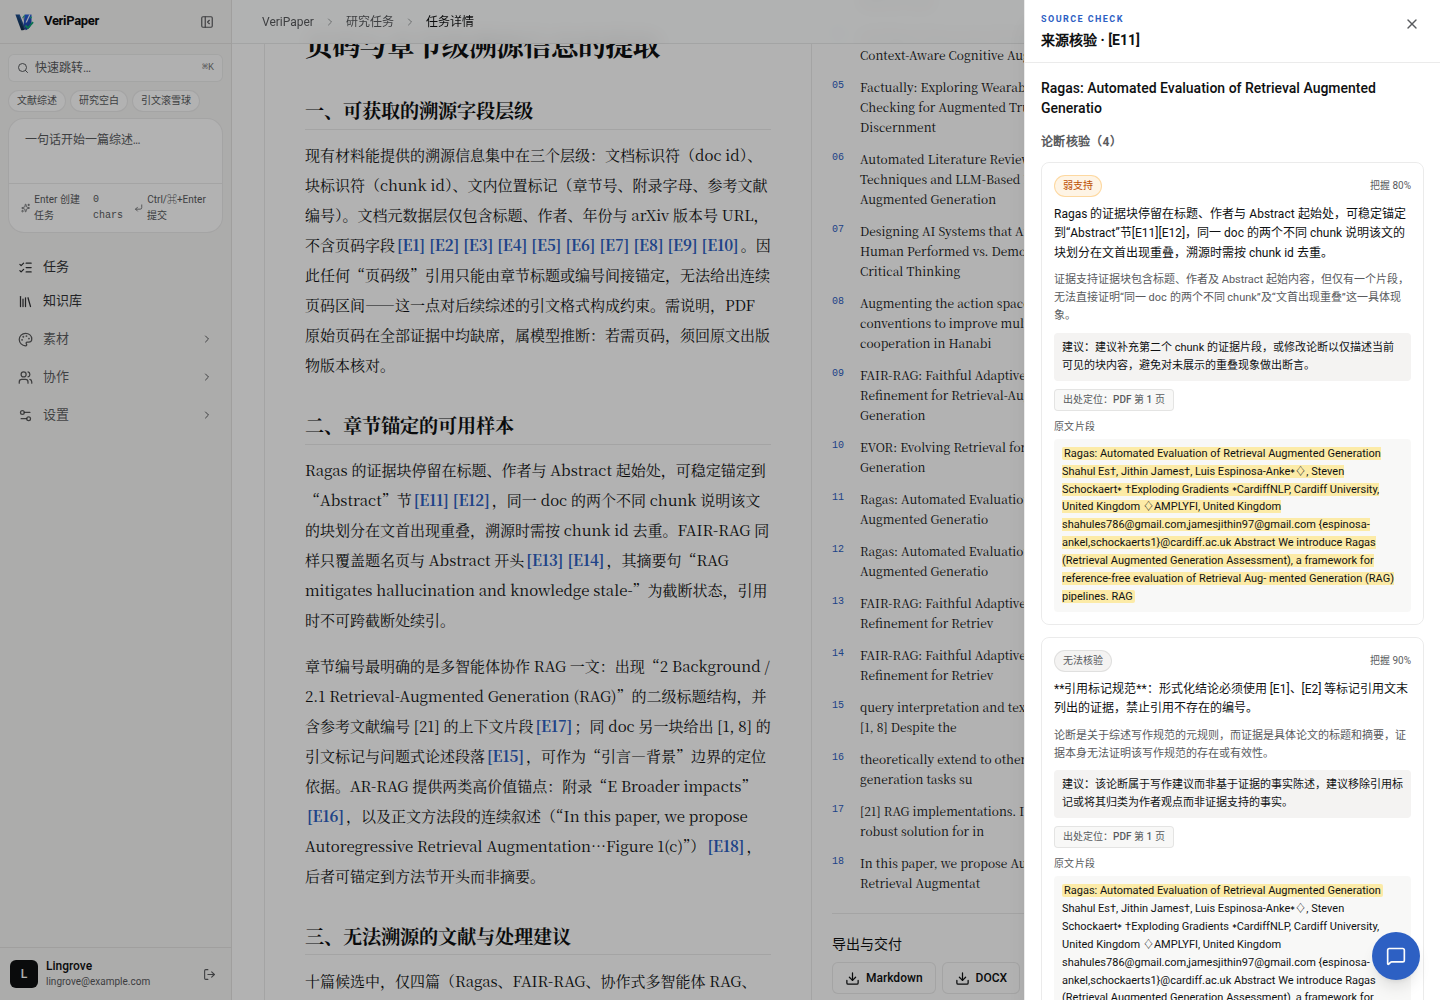 VeriPaper
快速跳转...
⌘K
文献综述
研究空白
引文滚雪球
一句话开始一篇综述...
Enter 创建任务
0 chars
Ctrl/⌘+Enter 提交
任务
知识库
素材
协作
设置
L
Lingrove
lingrove@example.com
VeriPaper
研究任务
任务详情
页码与章节级溯源信息的提取
一、可获取的溯源字段层级
现有材料能提供的溯源信息集中在三个层级：文档标识符（doc id）、
块标识符（chunk id）、文内位置标记（章节号、附录字母、参考文献
编号）。文档元数据层仅包含标题、作者、年份与 arXiv 版本号 URL，
不含页码字段[E1] [E2] [E3] [E4] [E5] [E6] [E7] [E8] [E9] [E10]。因
此任何“页码级”引用只能由章节标题或编号间接锚定，无法给出连续
页码区间——这一点对后续综述的引文格式构成约束。需说明，PDF
原始页码在全部证据中均缺席，属模型推断：若需页码，须回原文出版
物版本核对。
二、章节锚定的可用样本
Ragas 的证据块停留在标题、作者与 Abstract 起始处，可稳定锚定到
“Abstract”节[E11] [E12]，同一 doc 的两个不同 chunk 说明该文
的块划分在文首出现重叠，溯源时需按 chunk id 去重。FAIR-RAG 同
样只覆盖题名页与 Abstract 开头[E13] [E14]，其摘要句“RAG
mitigates hallucination and knowledge stale-”为截断状态，引用
时不可跨截断处续引。
章节编号最明确的是多智能体协作 RAG 一文：出现“2 Background /
2.1 Retrieval-Augmented Generation (RAG)”的二级标题结构，并
含参考文献编号 [21] 的上下文片段[E17]；同 doc 另一块给出 [1, 8] 的
引文标记与问题式论述段落[E15]，可作为“引言—背景”边界的定位
依据。AR-RAG 提供两类高价值锚点：附录“E Broader impacts”
[E16]，以及正文方法段的连续叙述（“In this paper, we propose
Autoregressive Retrieval Augmentation…Figure 1(c)”）[E18]，
后者可锚定到方法节开头而非摘要。
三、无法溯源的文献与处理建议
十篇候选中，仅四篇（Ragas、FAIR-RAG、协作式多智能体 RAG、
Context-Aware Cognitive Au
05
Factually: Exploring Wearab
Checking for Augmented Tru
Discernment
06
Automated Literature Review
Techniques and LLM-Based
Augmented Generation
07
Designing AI Systems that A
Human Performed vs. Demo
Critical Thinking
08
Augmenting the action spac
conventions to improve mul
cooperation in Hanabi
09
FAIR-RAG: Faithful Adaptive
Refinement for Retrieval-Au
Generation
10
EVOR: Evolving Retrieval for
Generation
11
Ragas: Automated Evaluatio
Augmented Generatio
12
Ragas: Automated Evaluatio
Augmented Generatio
13
FAIR-RAG: Faithful Adaptive
Refinement for Retriev
14
FAIR-RAG: Faithful Adaptive
Refinement for Retriev
15
query interpretation and tex
[1, 8] Despite the
16
theoretically extend to other
generation tasks su
17
[21] RAG implementations. I
robust solution for in
18
In this paper, we propose Au
Retrieval Augmentat
导出与交付
Markdown
DOCX
SOURCE CHECK
来源核验 · [E11]
Ragas: Automated Evaluation of Retrieval Augmented
Generatio
论断核验（4）
弱支持
把握 80%
Ragas 的证据块停留在标题、作者与 Abstract 起始处，可稳定锚定
到“Abstract”节[E11][E12]，同一 doc 的两个不同 chunk 说明该文的
块划分在文首出现重叠，溯源时需按 chunk id 去重。
证据支持证据块包含标题、作者及 Abstract 起始内容，但仅有一个片段，
无法直接证明“同一 doc 的两个不同 chunk”及“文首出现重叠”这一具体现
象。
建议：建议补充第二个 chunk 的证据片段，或修改论断以仅描述当前
可见的块内容，避免对未展示的重叠现象做出断言。
出处定位：PDF 第 1 页
原文片段
Ragas: Automated Evaluation of Retrieval Augmented Generation
Shahul Es†, Jithin James†, Luis Espinosa-Anke∗♢, Steven
Schockaert∗ †Exploding Gradients ∗CardiffNLP, Cardiff University,
United Kingdom ♢AMPLYFI, United Kingdom
shahules786@gmail.com,jamesjithin97@gmail.com {espinosa-
ankel,schockaerts1}@cardiff.ac.uk Abstract We introduce Ragas
(Retrieval Augmented Generation Assessment), a framework for
reference-free evaluation of Retrieval Aug- mented Generation (RAG)
pipelines. RAG
无法核验
把握 90%
**引用标记规范**：形式化结论必须使用 [E1]、[E2] 等标记引用文末
列出的证据，禁止引用不存在的编号。
论断是关于综述写作规范的元规则，而证据是具体论文的标题和摘要，证
据本身无法证明该写作规范的存在或有效性。
建议：该论断属于写作建议而非基于证据的事实陈述，建议移除引用标
记或将其归类为作者观点而非证据支持的事实。
出处定位：PDF 第 1 页
原文片段
Ragas: Automated Evaluation of Retrieval Augmented Generation
Shahul Es†, Jithin James†, Luis Espinosa-Anke∗♢, Steven
Schockaert∗ †Exploding Gradients ∗CardiffNLP, Cardiff University,
United Kingdom ♢AMPLYFI, United Kingdom
shahules786@gmail.com,jamesjithin97@gmail.com {espinosa-
ankel,schockaerts1}@cardiff.ac.uk Abstract We introduce Ragas
(Retrieval Augmented Generation Assessment), a framework for